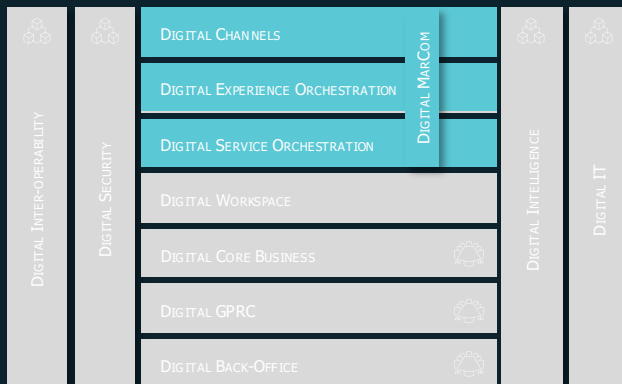 Digital Inter-operability
Digital Security
Digital Channels
Digital Experience Orchestration
Digital Service Orchestration
Digital MarCom
Digital Workspace
Digital Core Business
Digital GPRC
Digital Back-Office
Digital Intelligence
Digital IT